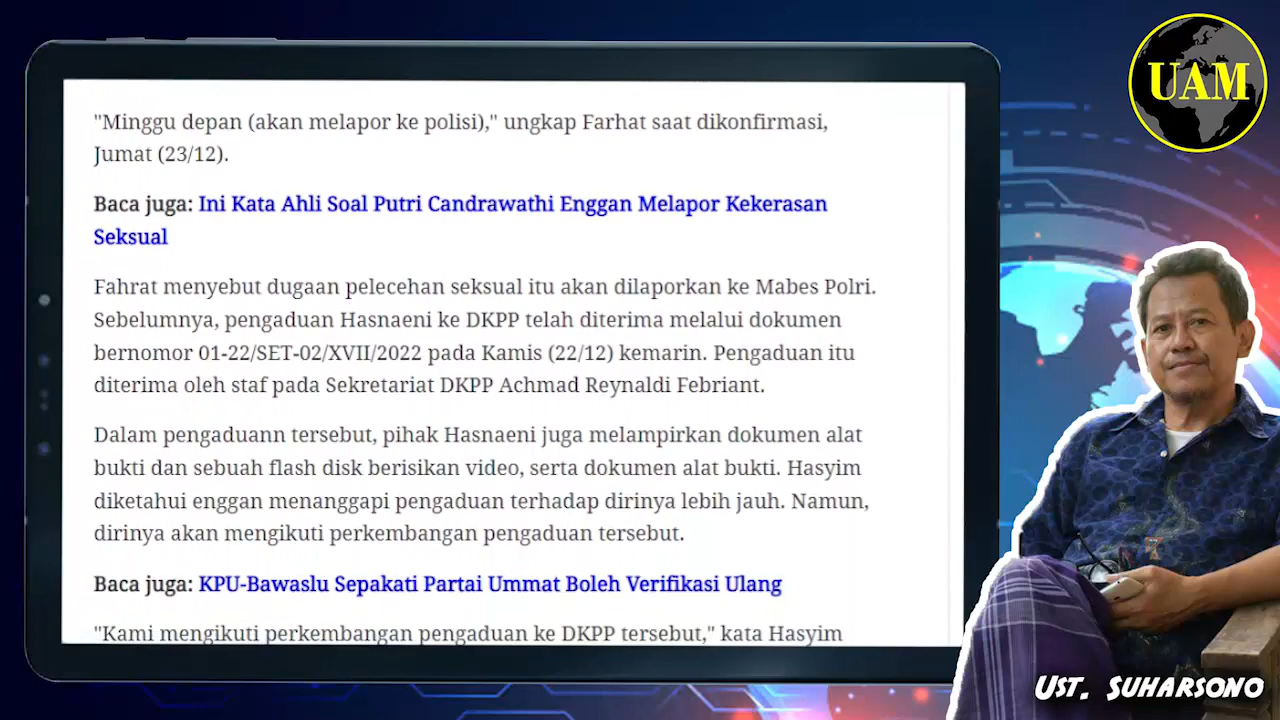 "Minggu depan (akan melapor ke polisi)," ungkap Farhat saat dikonfirmasi,
Jumat (23/12).
Baca juga: Ini Kata Ahli Soal Putri Candrawathi Enggan Melapor Kekerasan
Seksual
Fahrat menyebut dugaan pelecehan seksual itu akan dilaporkan ke Mabes Polri.
Sebelumnya, pengaduan Hasnaeni ke DKPP telah diterima melalui dokumen
bernomor 01-22/SET-02/XVII/2022 pada Kamis (22/12) kemarin. Pengaduan itu
diterima oleh staf pada Sekretariat DKPP Achmad Reynaldi Febriant.
Dalam pengaduann tersebut, pihak Hasnaeni juga melampirkan dokumen alat
bukti dan sebuah flash disk berisikan video, serta dokumen alat bukti. Hasyim
diketahui enggan menanggapi pengaduan terhadap dirinya lebih jauh. Namun,
dirinya akan mengikuti perkembangan pengaduan tersebut.
Baca juga: KPU-Bawaslu Sepakati Partai Ummat Boleh Verifikasi Ulang
"Kami mengikuti perkembangan pengaduan ke DKPP tersebut," kata Hasyim
UAM
Ust. Suharsono